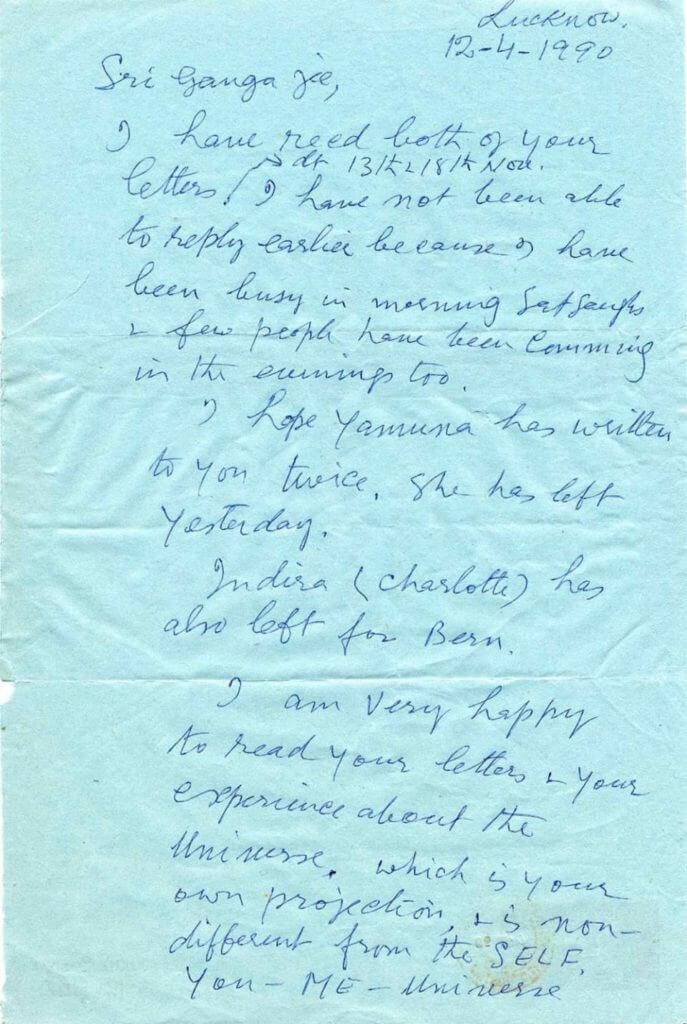 Lucknow.
12-4-1990
Sri Ganga jee,
I have recd both of your
→ dt 13th & 18th Nov.
letters. I have not been able
to reply earlier because I have
been busy in morning Satsanghs
& few people have been Comming
in the evenings too.
I hope Yamuna has written
to you twice. She has left
Yesterday.
Indira (Charlotte) has
also left for Bern.
I am very happy
to read your letters & your
experience about the
Universe. which is your
own projection, & is non-
different from the SELF.
You - ME - Universe